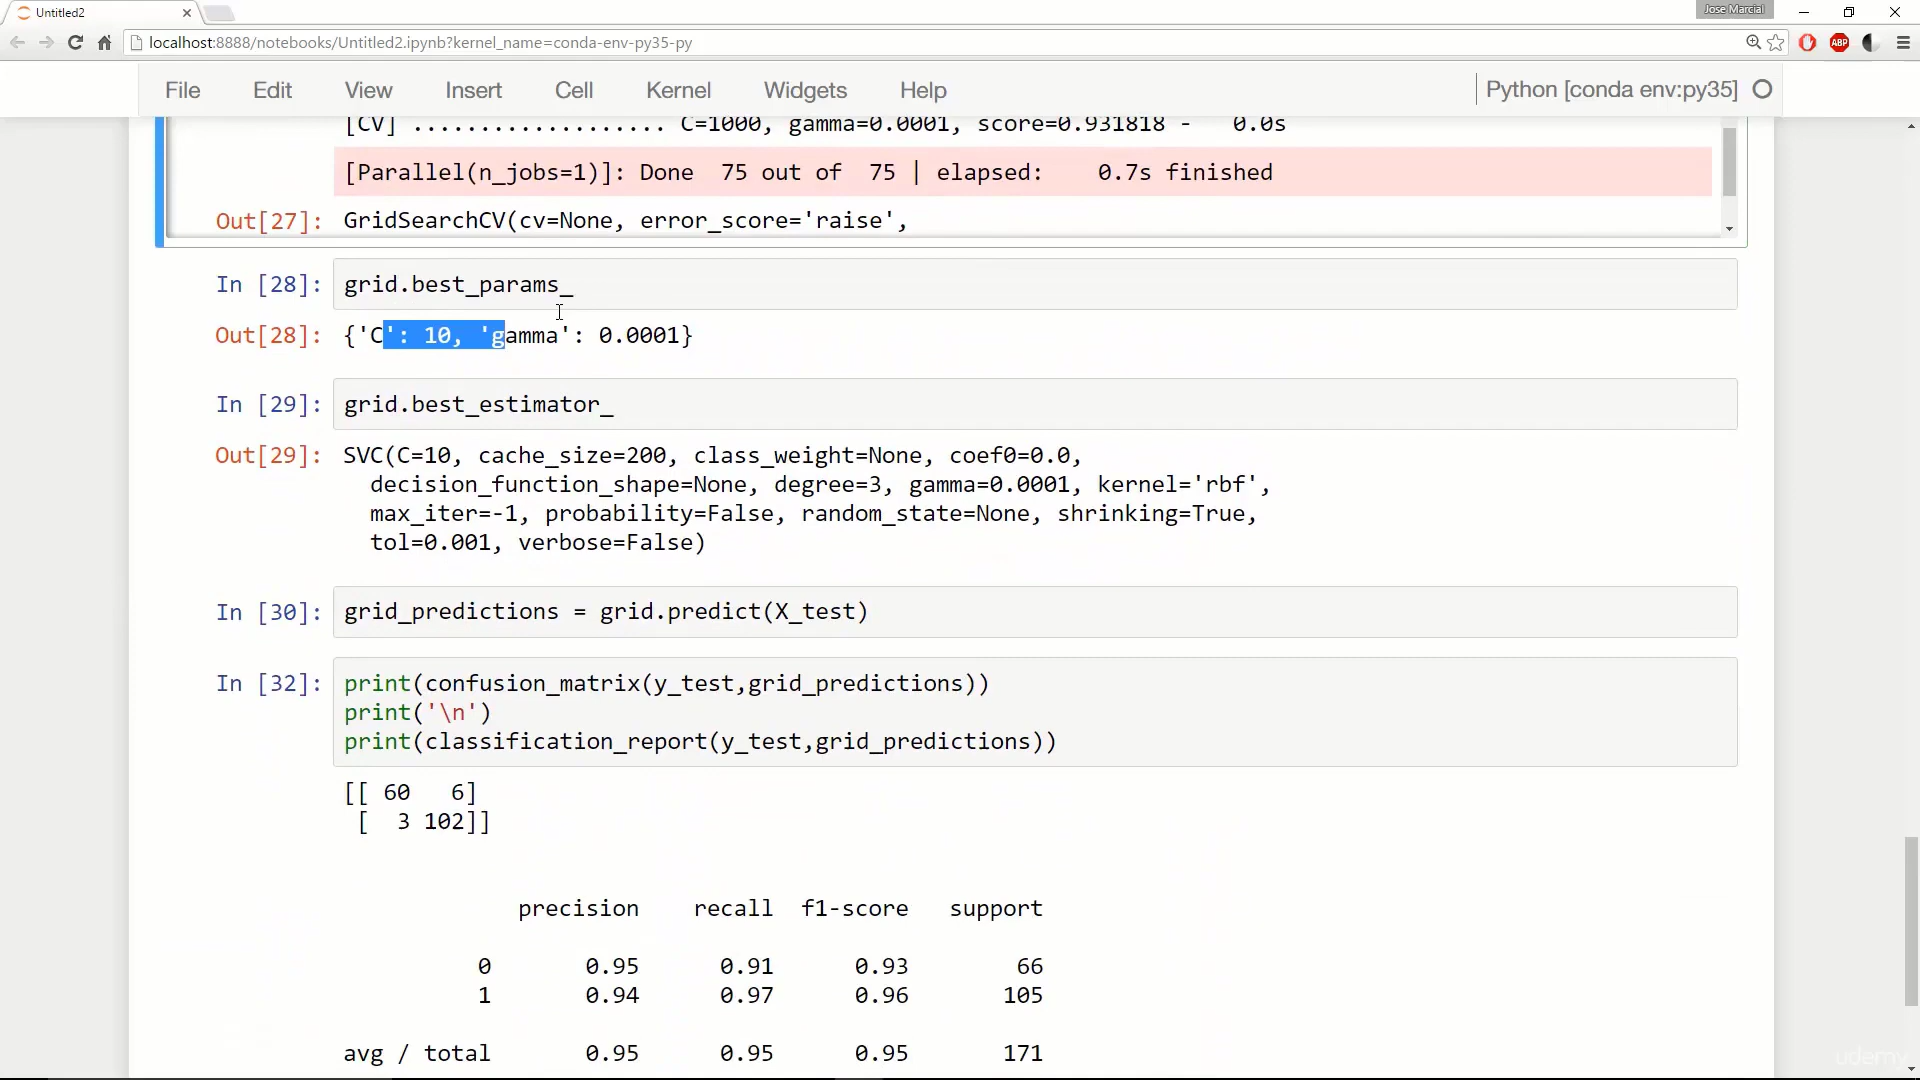 Untitled2
Jose Marcial
localhost:8888/notebooks/Untitled2.ipynb?kernel_name=conda-env-py35-py
ABP
File Edit View Insert Cell Kernel Widgets Help Python [conda env:py35]
[CV] ................... C=1000, gamma=0.0001, score=0.931818 -   0.0s
[Parallel(n_jobs=1)]: Done  75 out of  75 | elapsed:    0.7s finished
Out[27]: GridSearchCV(cv=None, error_score='raise',
In [28]: grid.best_params_
Out[28]: {'C': 10, 'gamma': 0.0001}
In [29]: grid.best_estimator_
Out[29]: SVC(C=10, cache_size=200, class_weight=None, coef0=0.0,
decision_function_shape=None, degree=3, gamma=0.0001, kernel='rbf',
max_iter=-1, probability=False, random_state=None, shrinking=True,
tol=0.001, verbose=False)
In [30]: grid_predictions = grid.predict(X_test)
In [32]: print(confusion_matrix(y_test,grid_predictions))
print('\n')
print(classification_report(y_test,grid_predictions))
[[ 60   6]
[  3 102]]
precision    recall  f1-score   support
0       0.95      0.91      0.93        66
1       0.94      0.97      0.96       105
avg / total       0.95      0.95      0.95       171
udemy